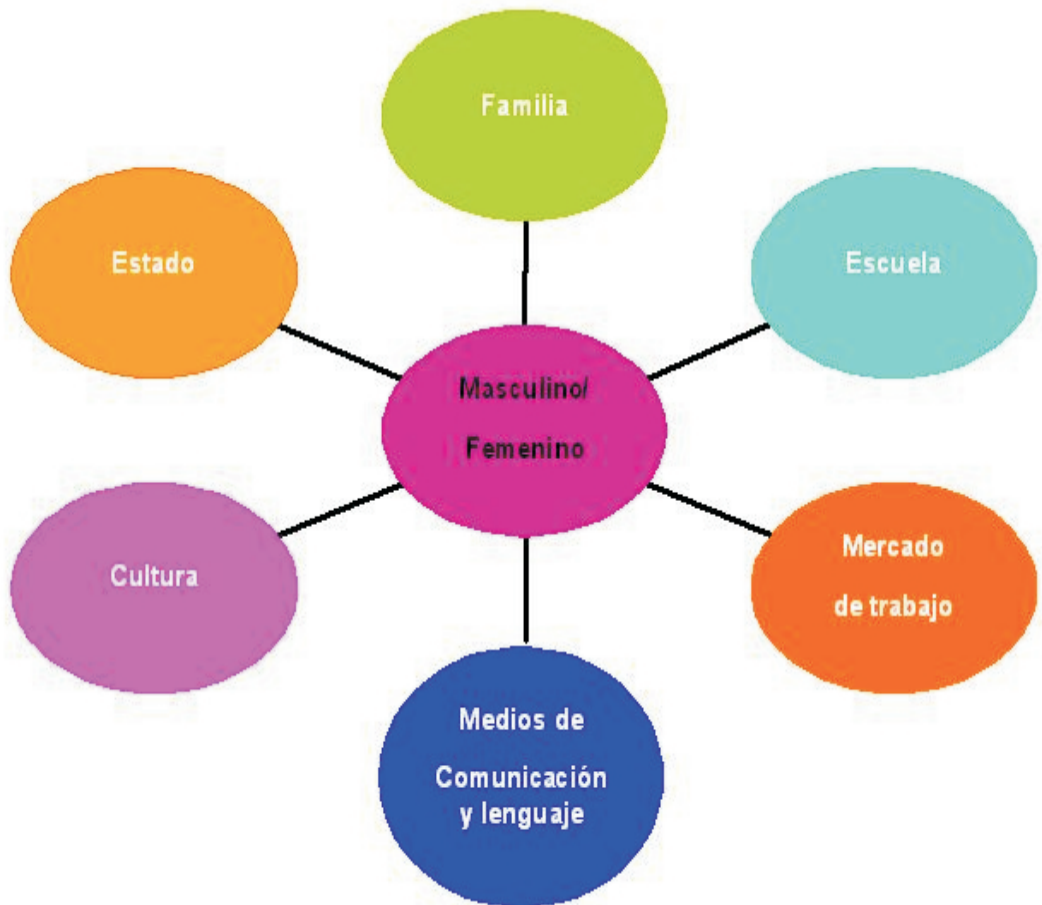 Familia
Estado
Escuela
Masculino/
Femenino
Cultura
Mercado
de trabajo
Medios de
Comunicación
y lenguaje